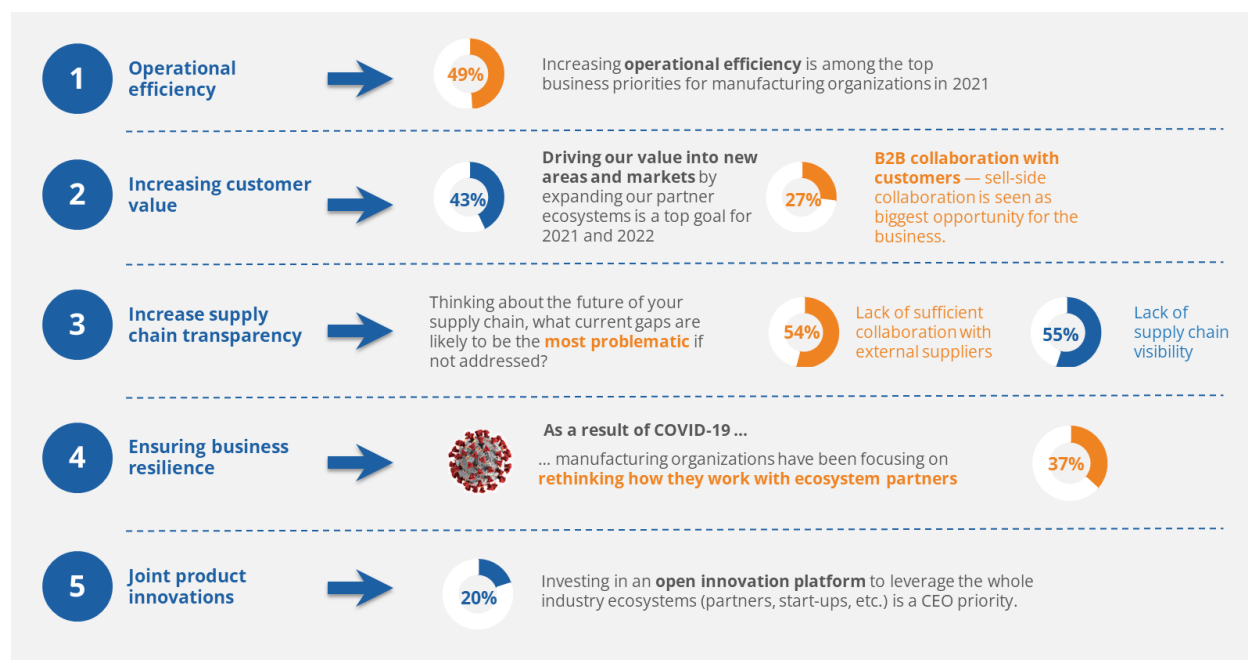 1
Operational
efficiency
49%
Increasing operational efficiency is among the top
business priorities for manufacturing organizations in 2021
2
Increasing customer
value
43%
Driving our value into new
areas and markets by
expanding our partner
ecosystems is a top goal for
2021 and 2022
27%
B2B collaboration with
customers — sell-side
collaboration is seen as
biggest opportunity for the
business.
3
Increase supply
chain transparency
Thinking about the future of your
supply chain, what current gaps are
likely to be the most problematic if
not addressed?
54%
Lack of sufficient
collaboration with
external suppliers
55%
Lack of
supply chain
visibility
4
Ensuring business
resilience
As a result of COVID-19 ...
... manufacturing organizations have been focusing on
rethinking how they work with ecosystem partners
37%
5
Joint product
innovations
20%
Investing in an open innovation platform to leverage the whole
industry ecosystems (partners, start-ups, etc.) is a CEO priority.